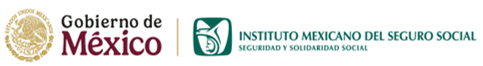 Gobierno de
México
INSTITUTO MEXICANO DEL SEGURO SOCIAL
SEGURIDAD Y SOLIDARIDAD SOCIAL